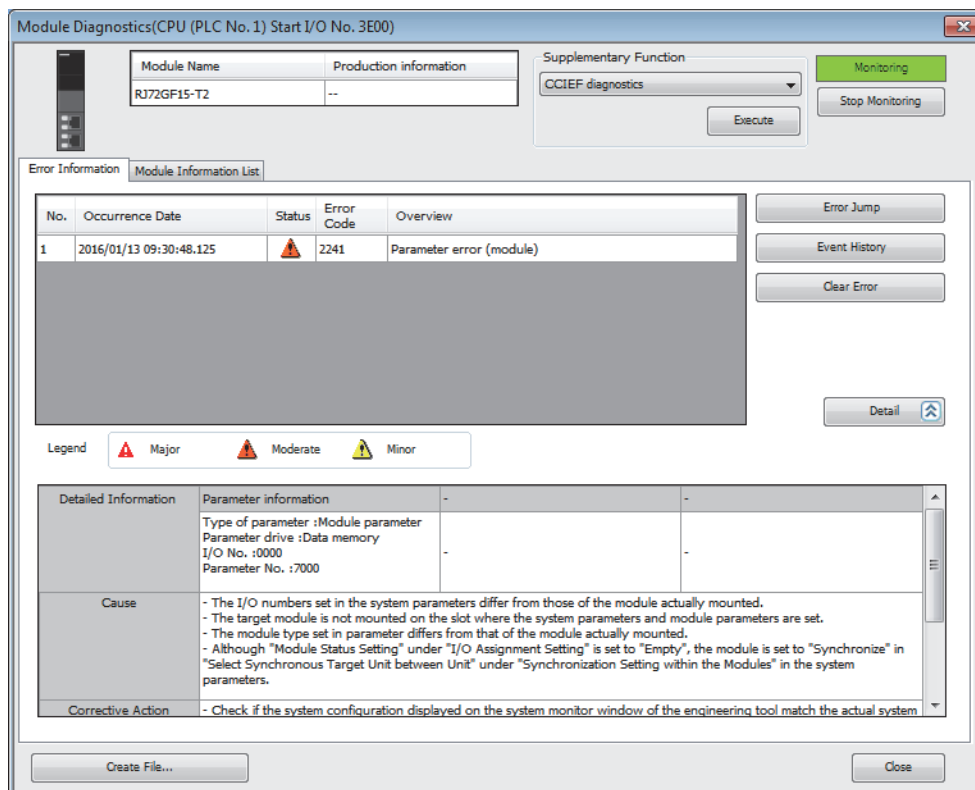 Module Diagnostics(CPU (PLC No. 1) Start I/O No. 3E00)
Module Name Production information
RJ72GF15-T2 --
Supplementary Function
CCIEF diagnostics
Execute
Monitoring
Stop Monitoring
Error Information Module Information List
No. Occurrence Date Status Error Code Overview
1 2016/01/13 09:30:48.125 2241 Parameter error (module)
Error Jump
Event History
Clear Error
Detail
Legend Major Moderate Minor
Detailed Information Parameter information - -
Type of parameter :Module parameter
Parameter drive :Data memory
I/O No. :0000
Parameter No. :7000
- -
Cause
- The I/O numbers set in the system parameters differ from those of the module actually mounted.
- The target module is not mounted on the slot where the system parameters and module parameters are set.
- The module type set in parameter differs from that of the module actually mounted.
- Although "Module Status Setting" under "I/O Assignment Setting" is set to "Empty", the module is set to "Synchronize" in
"Select Synchronous Target Unit between Unit" under "Synchronization Setting within the Modules" in the system
parameters.
Corrective Action - Check if the system configuration displayed on the system monitor window of the engineering tool match the actual system
Create File...
Close